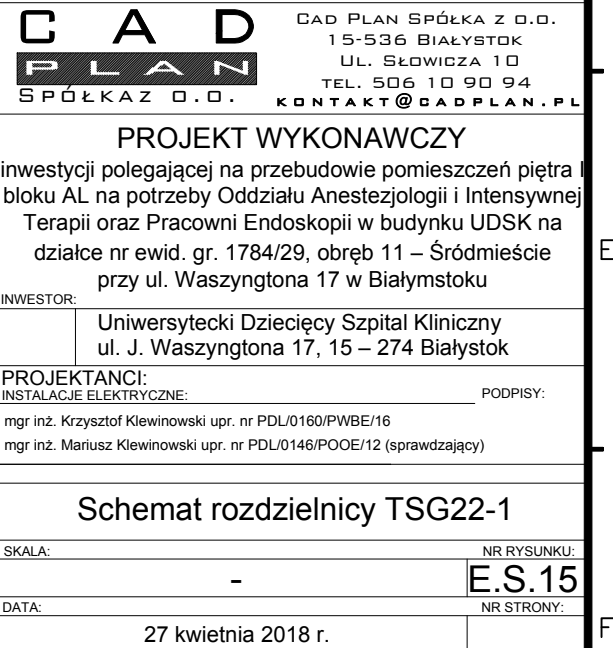 CAD
PLAN
SPÓŁKAZ O.O.
CAD PLAN SPÓŁKA Z O.O.
15-536 BIAŁYSTOK
UL. SŁOWICZA 10
TEL. 506 10 90 94
KONTAKT@CADPLAN.PL
PROJEKT WYKONAWCZY
inwestycji polegającej na przebudowie pomieszczeń piętra I
bloku AL na potrzeby Oddziału Anestezjologii i Intensywnej
Terapii oraz Pracowni Endoskopii w budynku UDSK na
działce nr ewid. gr. 1784/29, obręb 11 – Śródmieście
przy ul. Waszyngtona 17 w Białymstoku
E
INWESTOR:
Uniwersytecki Dziecięcy Szpital Kliniczny
ul. J. Waszyngtona 17, 15 – 274 Białystok
PROJEKTANCI:
INSTALACJE ELEKTRYCZNE: PODPISY:
mgr inż. Krzysztof Klewinowski upr. nr PDL/0160/PWBE/16
mgr inż. Mariusz Klewinowski upr. nr PDL/0146/POOE/12 (sprawdzający)
Schemat rozdzielnicy TSG22-1
SKALA: NR RYSUNKU:
- E.S.15
DATA: NR STRONY:
27 kwietnia 2018 r.
F